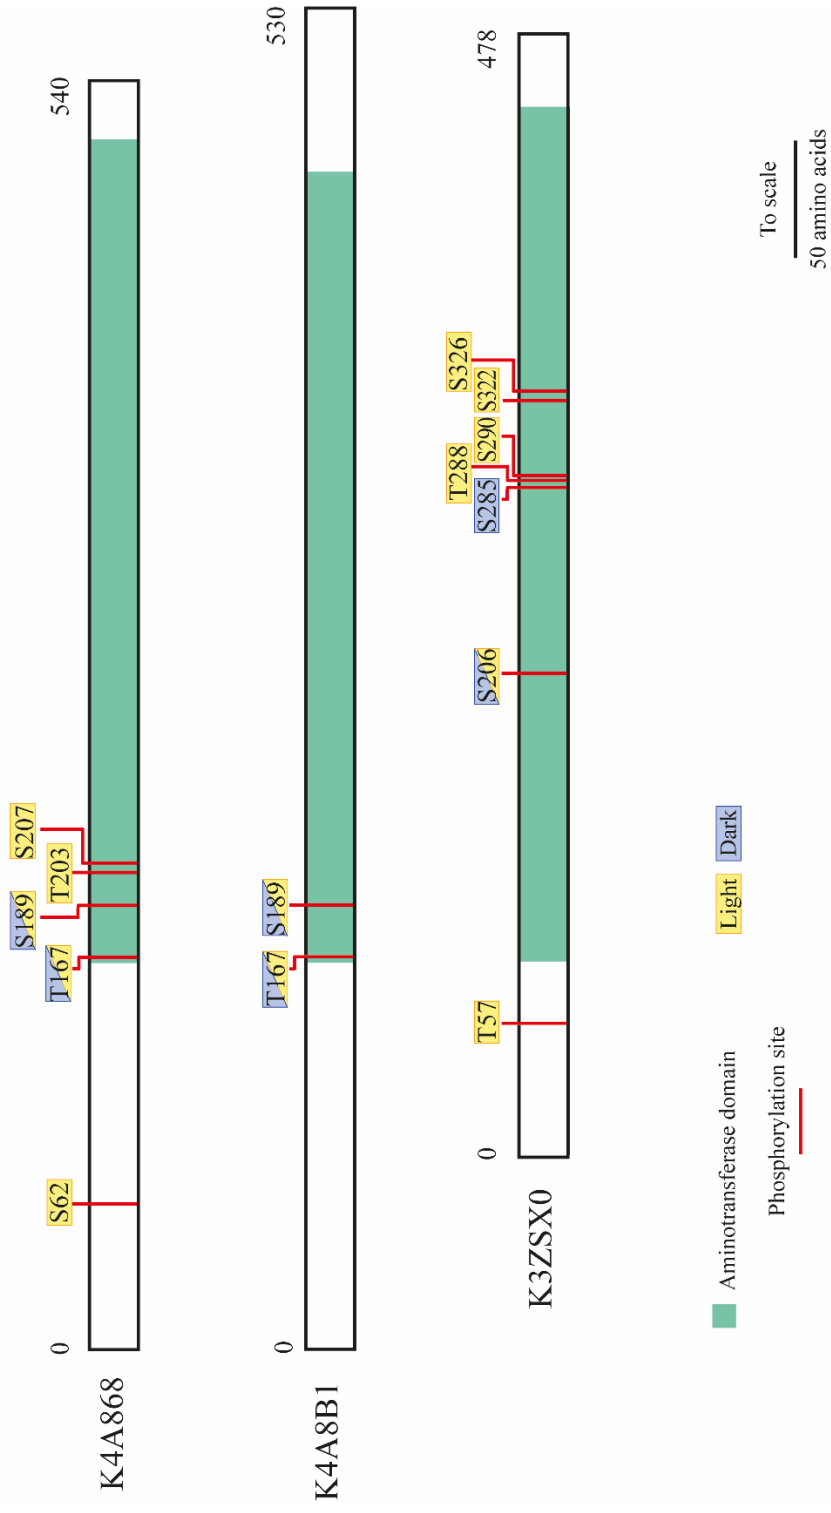 K4A868
0
S62
T167
S189
T203
S207
540
K4A8B1
0
T167
S189
530
K3ZSX0
0
T57
S206
S285
T288
S290
S322
S326
478
Aminotransferase domain
Light
Dark
Phosphorylation site
To scale
50 amino acids